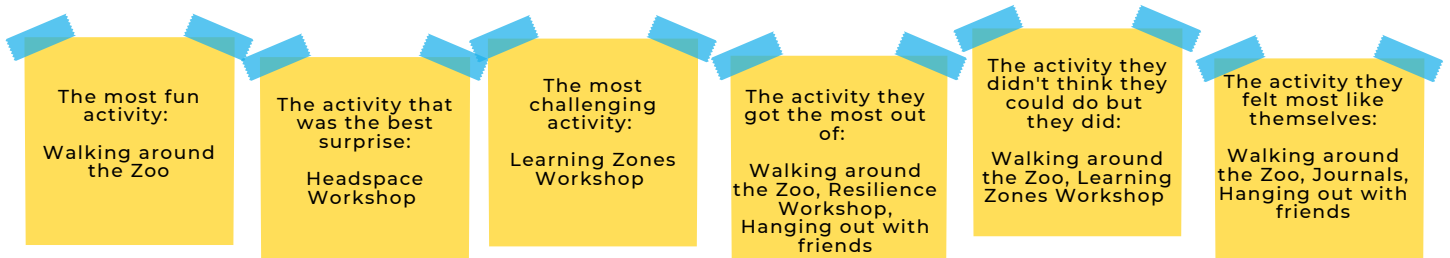 The most fun
activity:
Walking around
the Zoo
The activity that
was the best
surprise:
Headspace
Workshop
The most
challenging
activity:
Learning Zones
Workshop
The activity they
got the most out
of:
Walking around
the Zoo, Resilience
Workshop,
Hanging out with
friends
The activity they
didn't think they
could do but
they did:
Walking around
the Zoo, Learning
Zones Workshop
The activity they
felt most like
themselves:
Walking around
the Zoo, Journals,
Hanging out with
friends